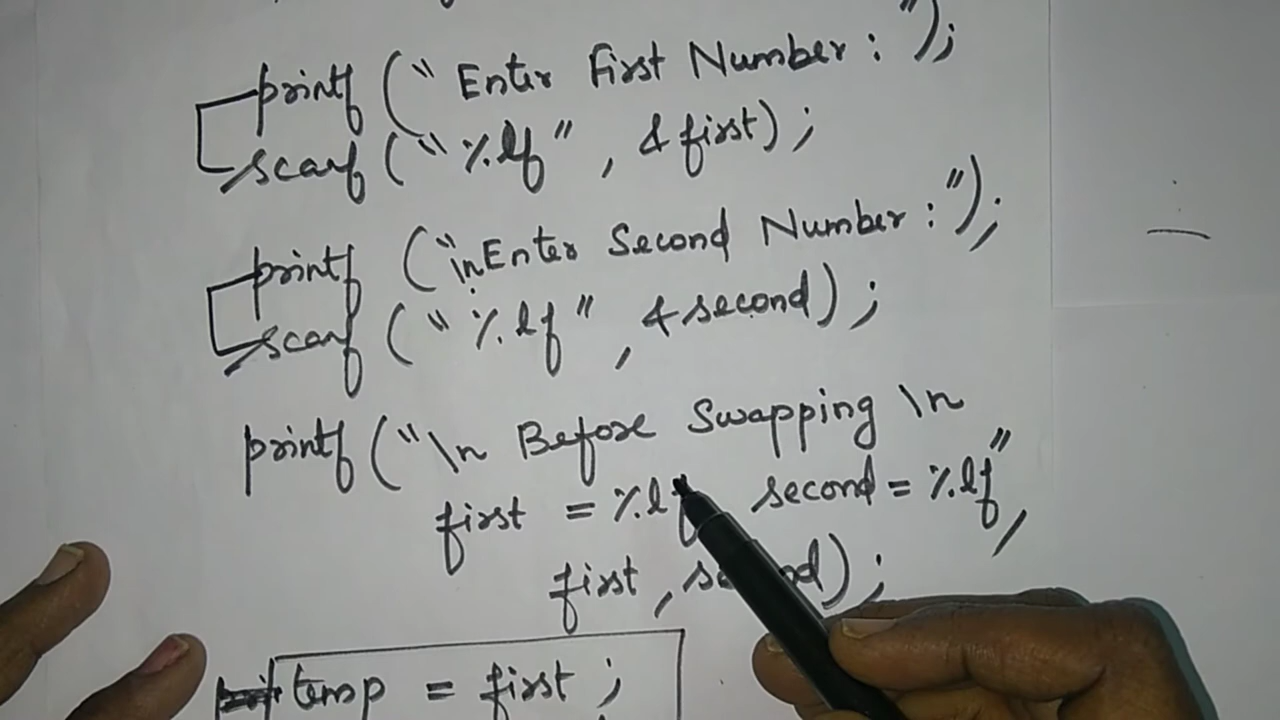 printf (" Enter First Number : ");
scanf (" %lf " , &first) ;
printf ("\nEnter Second Number : ");
scanf (" %lf " , &second) ;
printf ("\n Before Swapping \n
first = %lf second = %lf",
first , second) ;
temp = first ;